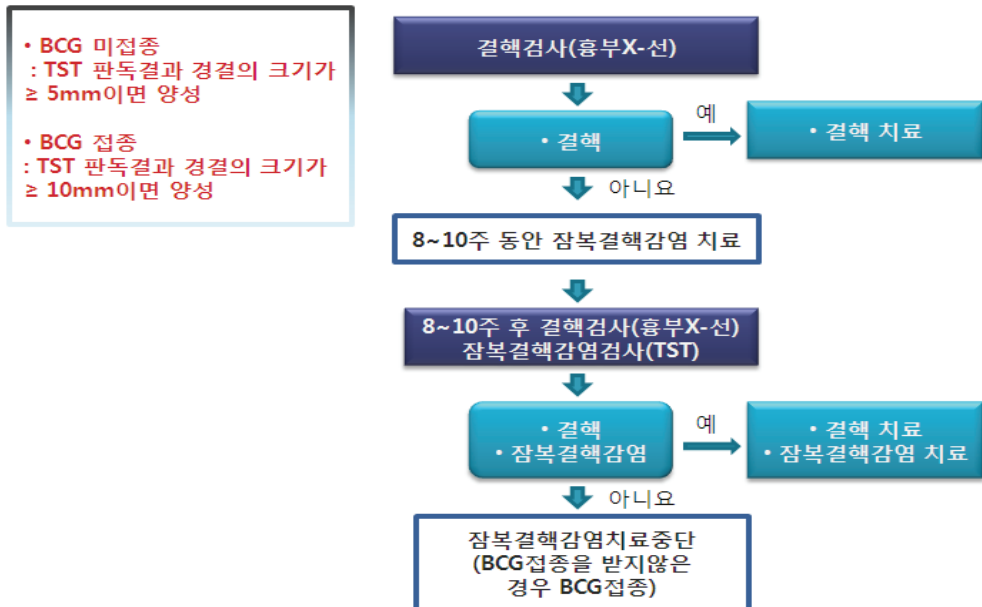 • BCG 미접종
: TST 판독결과 경결의 크기가
≥ 5mm이면 양성
• BCG 접종
: TST 판독결과 경결의 크기가
≥ 10mm이면 양성
결핵검사(흉부X-선)
• 결핵
예
• 결핵 치료
아니요
8~10주 동안 잠복결핵감염 치료
8~10주 후 결핵검사(흉부X-선)
잠복결핵감염검사(TST)
• 결핵
• 잠복결핵감염
예
• 결핵 치료
• 잠복결핵감염 치료
아니요
잠복결핵감염치료중단
(BCG접종을 받지않은
경우 BCG접종)